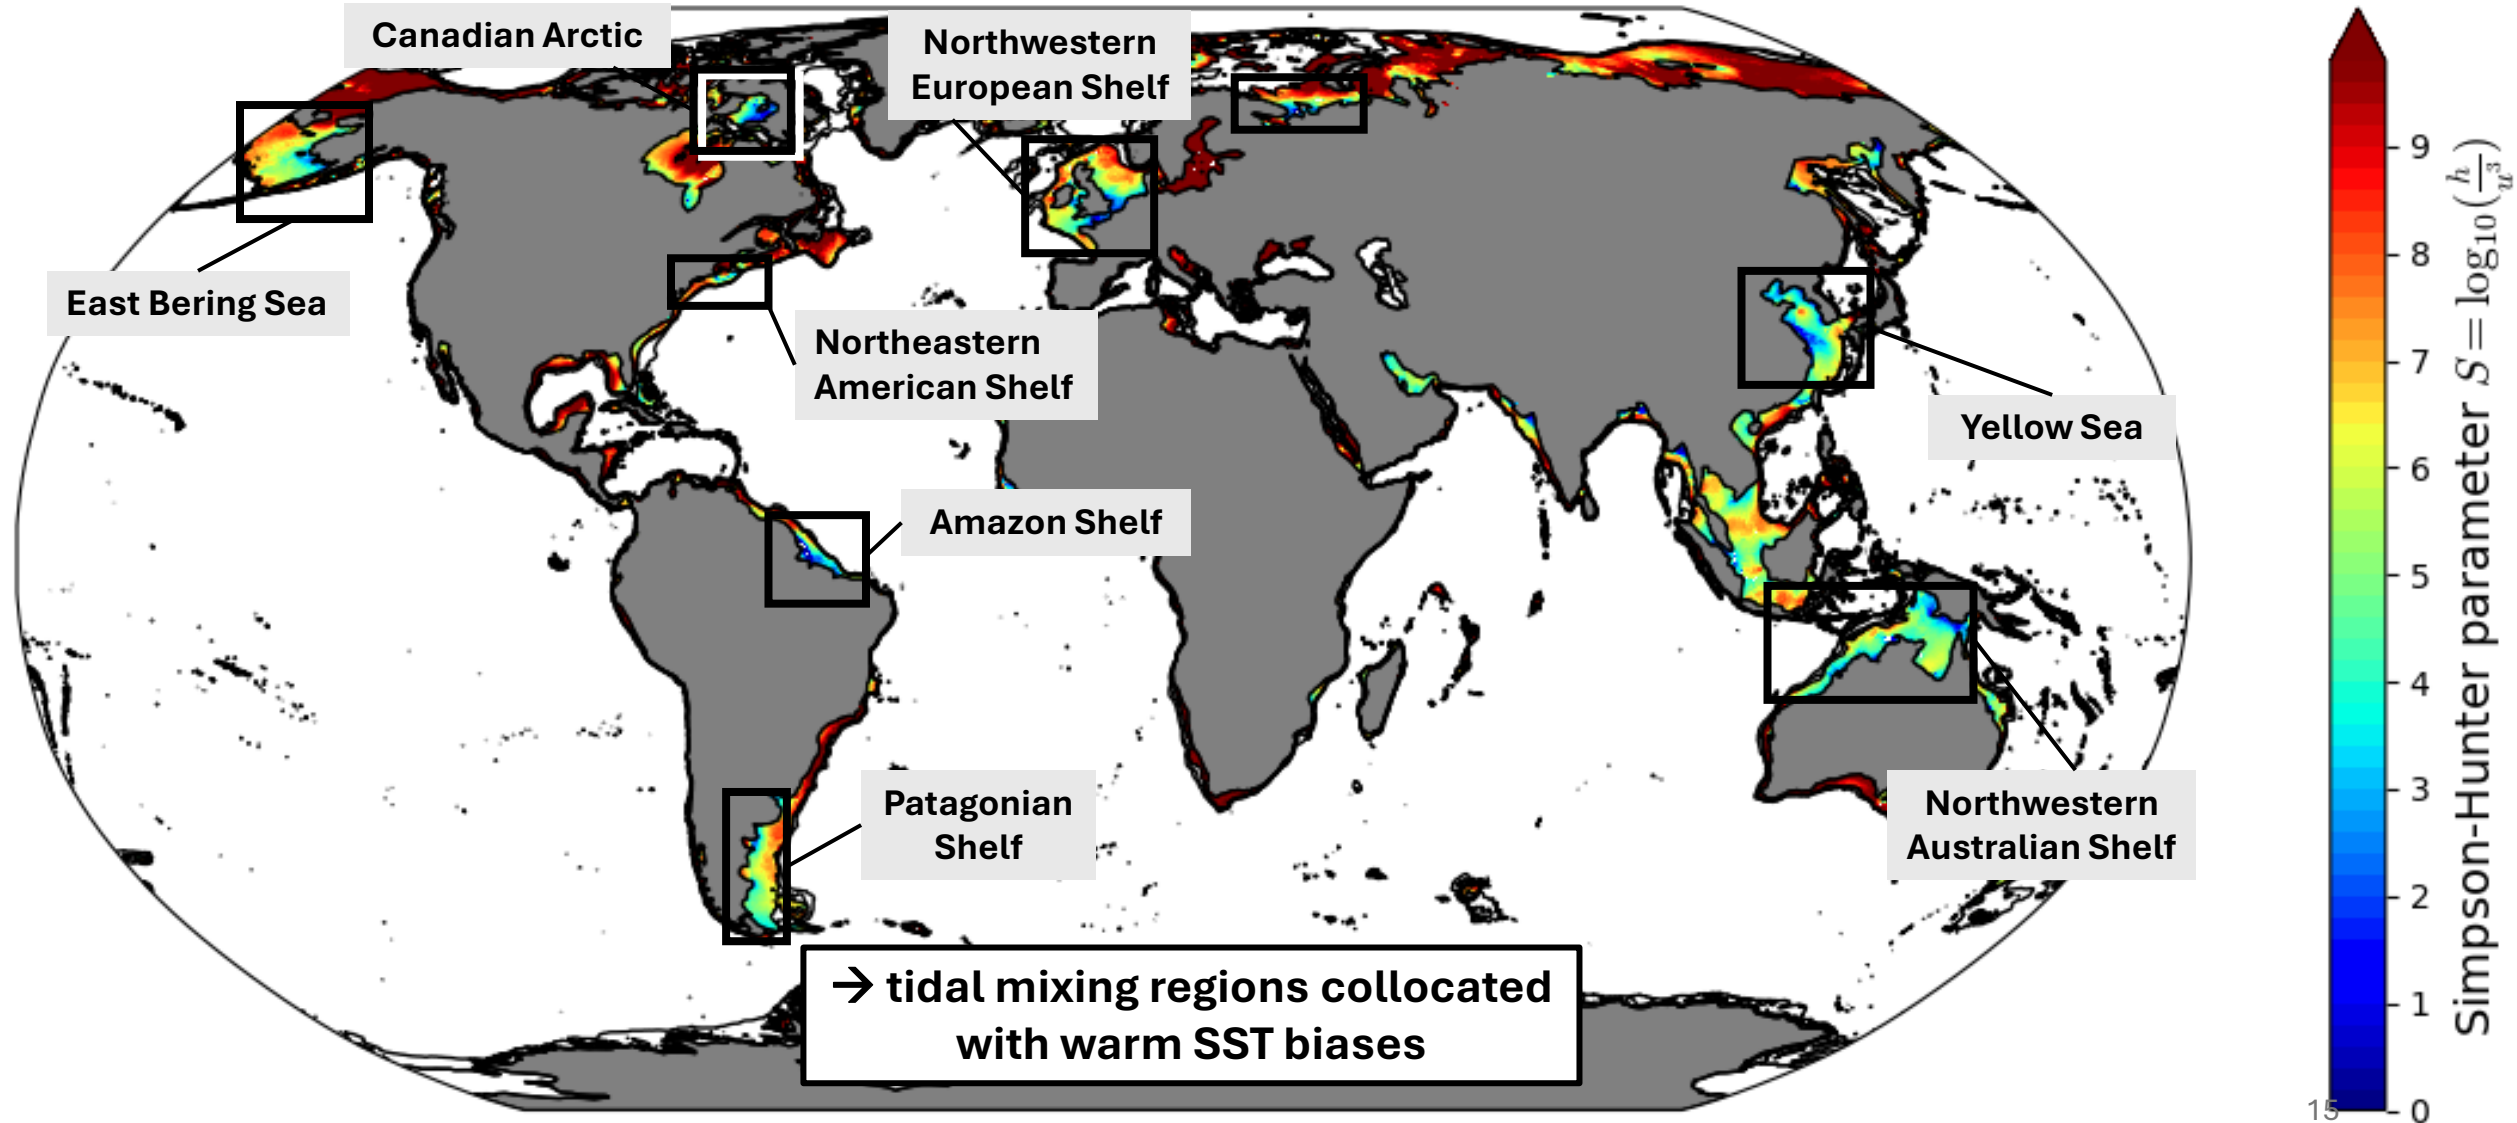 Canadian Arctic
Northwestern
European Shelf
East Bering Sea
Northeastern
American Shelf
Yellow Sea
Amazon Shelf
Patagonian
Shelf
Northwestern
Australian Shelf
→ tidal mixing regions collocated
with warm SST biases
9
8
7
6
5
4
3
2
1
0
Simpson-Hunter parameter S = log₁₀(h/u³)
15